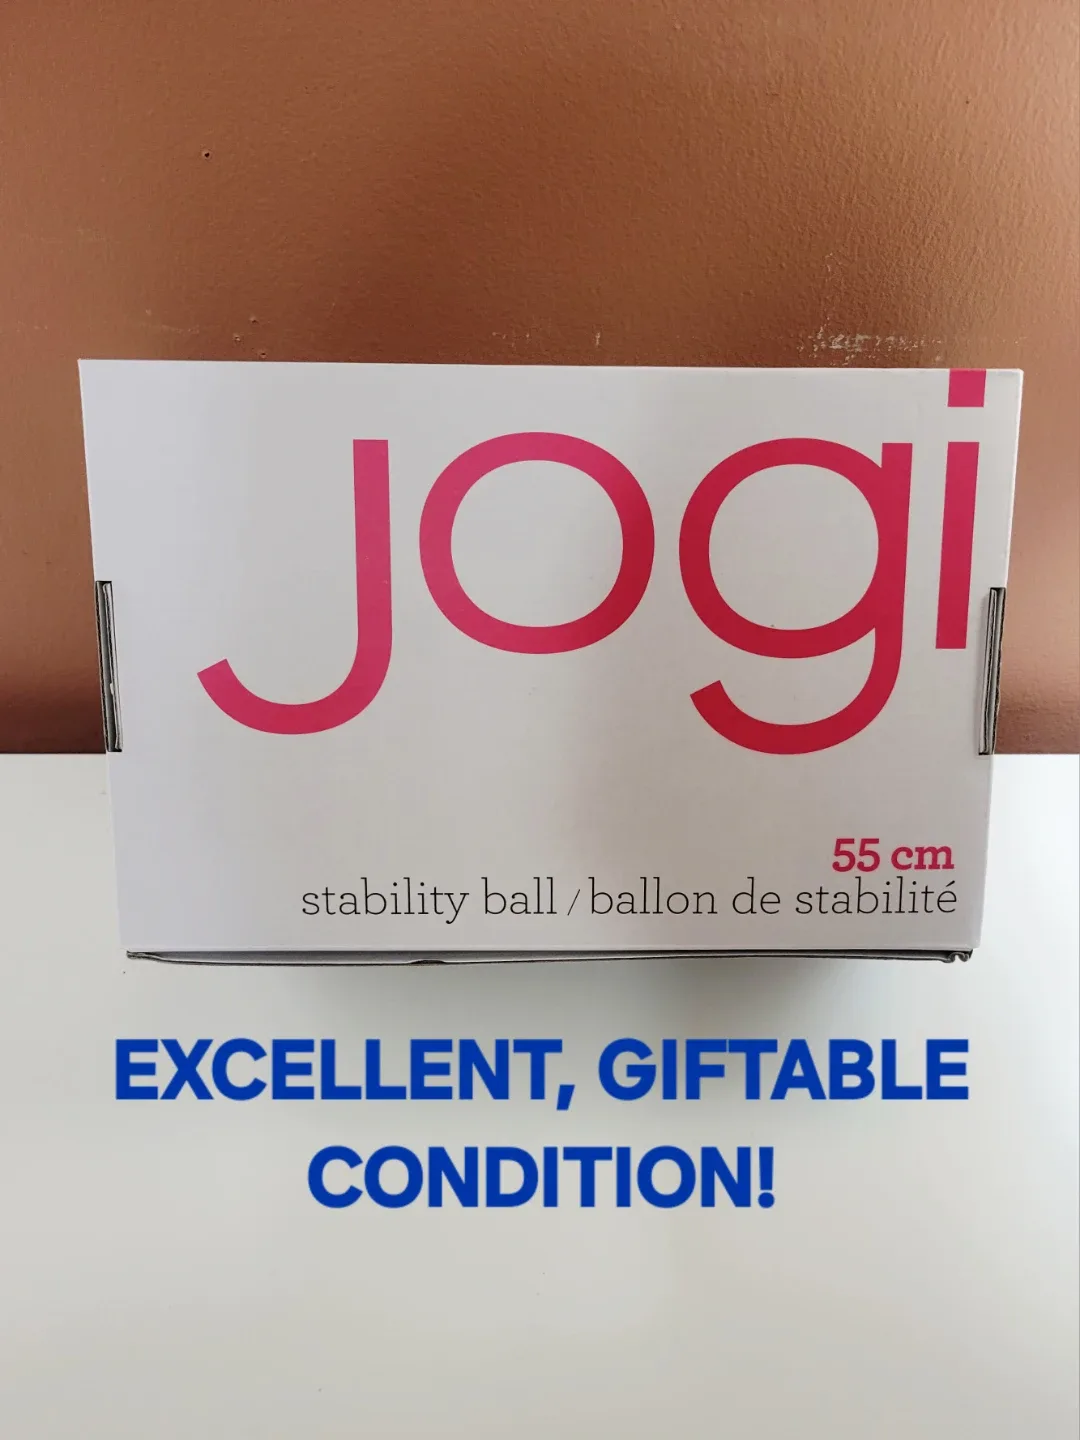 jogi
55 cm
stability ball / ballon de stabilité
EXCELLENT, GIFTABLE
CONDITION!